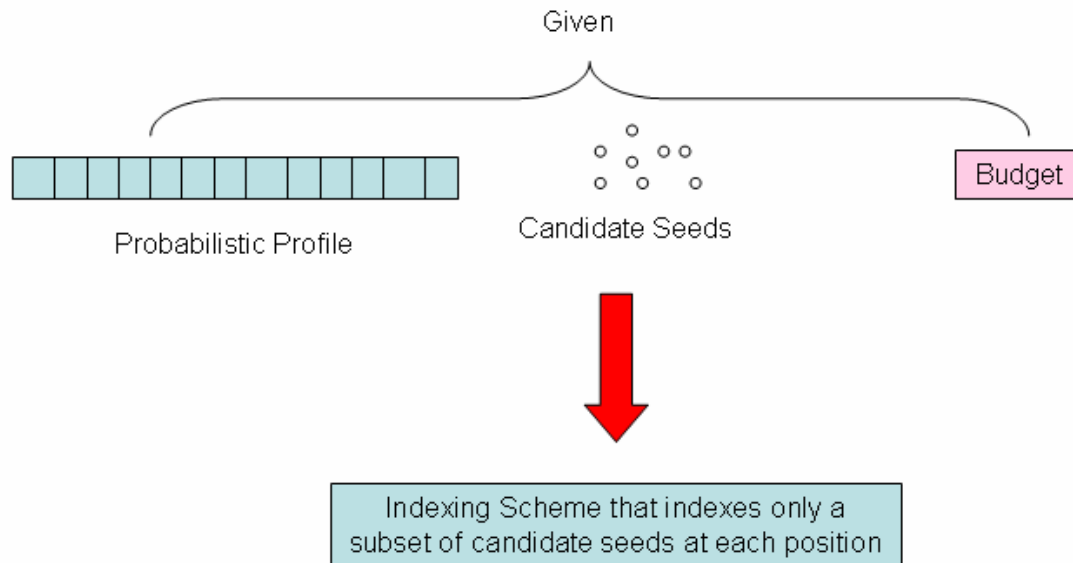 Given
Probabilistic Profile
Candidate Seeds
Budget
Indexing Scheme that indexes only a
subset of candidate seeds at each position